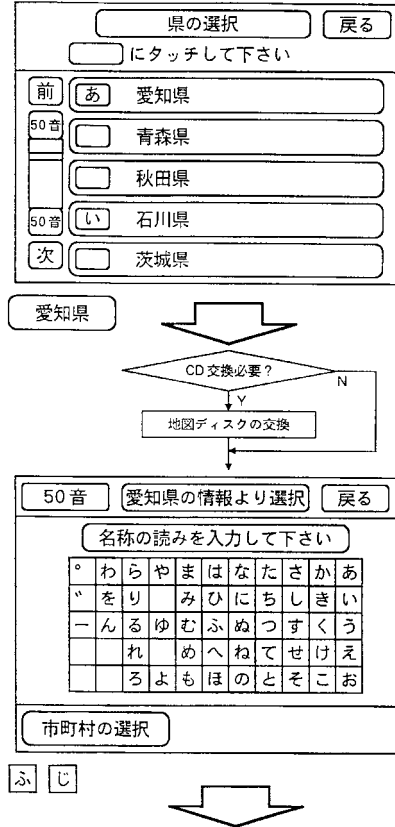 県の選択 戻る
にタッチして下さい
前 あ 愛知県
50音 青森県
秋田県
50音 い 石川県
次 茨城県
愛知県
CD交換必要?
N
Y
地図ディスクの交換
50音 愛知県の情報より選択 戻る
名称の読みを入力して下さい
゜ わ ら や ま は な た さ か あ
〃 を り み ひ に ち し き い
ー ん る ゆ む ふ ぬ つ す く う
れ め へ ね て せ け え
ろ よ も ほ の と そ こ お
市町村の選択
ふ じ